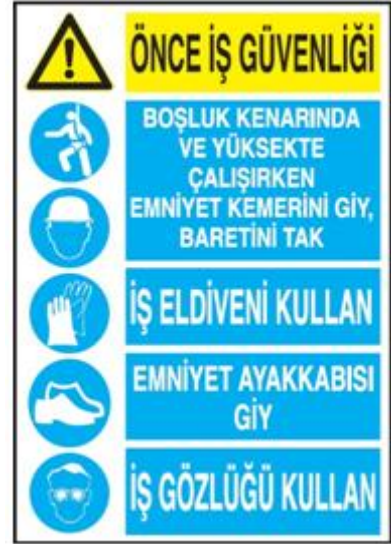 ÖNCE İŞ GÜVENLİĞİ
BOŞLUK KENARINDA
VE YÜKSEKTE
ÇALIŞIRKEN
EMNİYET KEMERİNİ GİY,
BARETİNİ TAK
İŞ ELDİVENİ KULLAN
EMNİYET AYAKKABISI
GİY
İŞ GÖZLÜĞÜ KULLAN